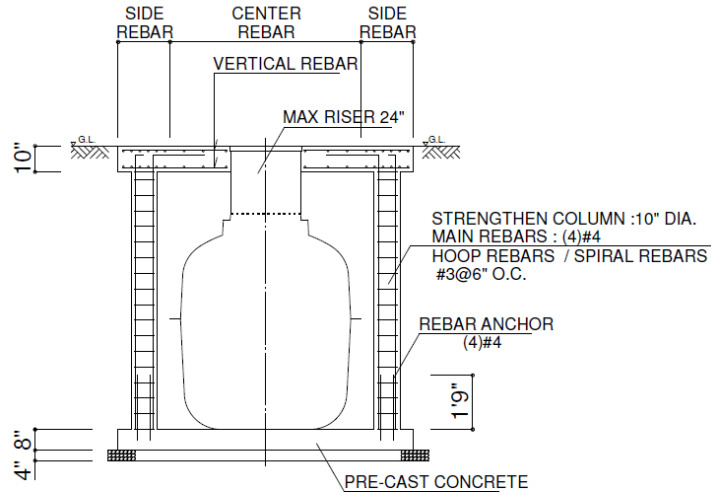 SIDE
REBAR
CENTER
REBAR
SIDE
REBAR
VERTICAL REBAR
MAX RISER 24"
G.L.
G.L.
10"
STRENGTHEN COLUMN :10" DIA.
MAIN REBARS : (4)#4
HOOP REBARS / SPIRAL REBARS
#3@6" O.C.
REBAR ANCHOR
(4)#4
1'9"
8"
4"
PRE-CAST CONCRETE